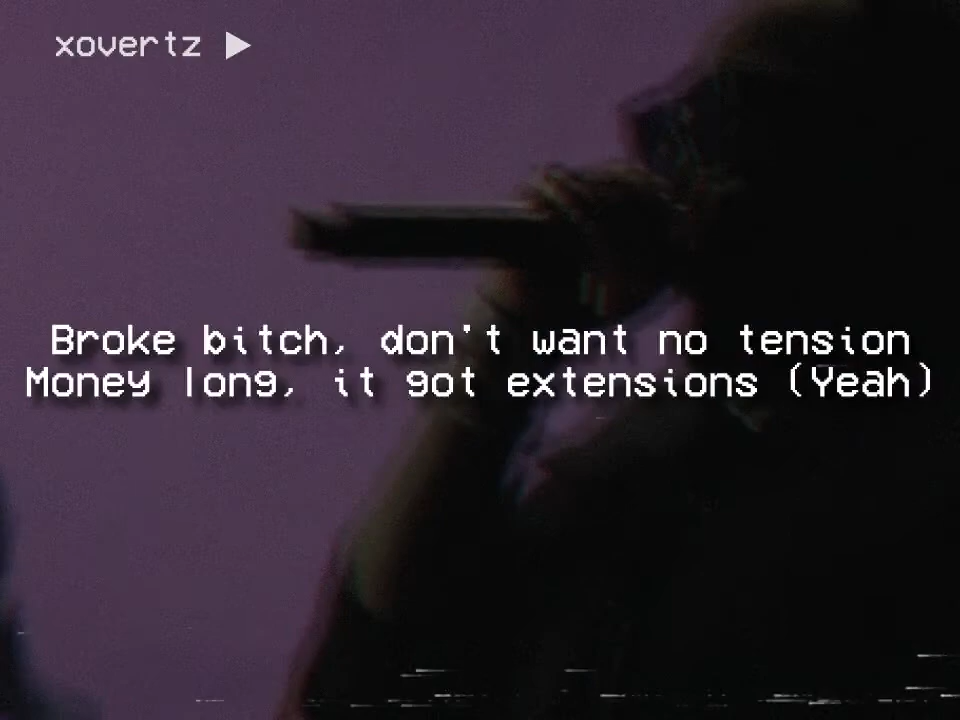 xovertz
Broke bitch, don't want no tension
Money long, it got extensions (Yeah)